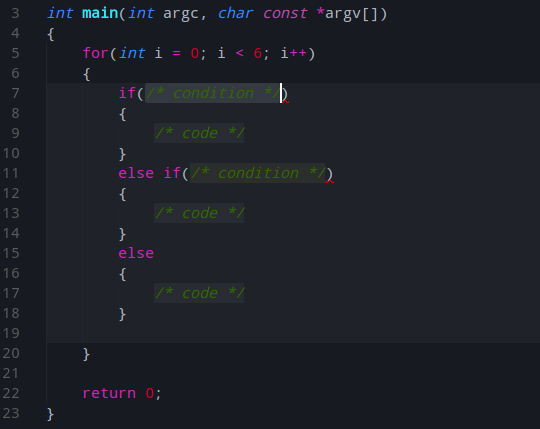 3 int main(int argc, char const *argv[])
4 {
5     for(int i = 0; i < 6; i++)
6     {
7         if(/* condition */)
8         {
9             /* code */
10         }
11         else if(/* condition */)
12         {
13             /* code */
14         }
15         else
16         {
17             /* code */
18         }
19
20     }
21
22     return 0;
23 }